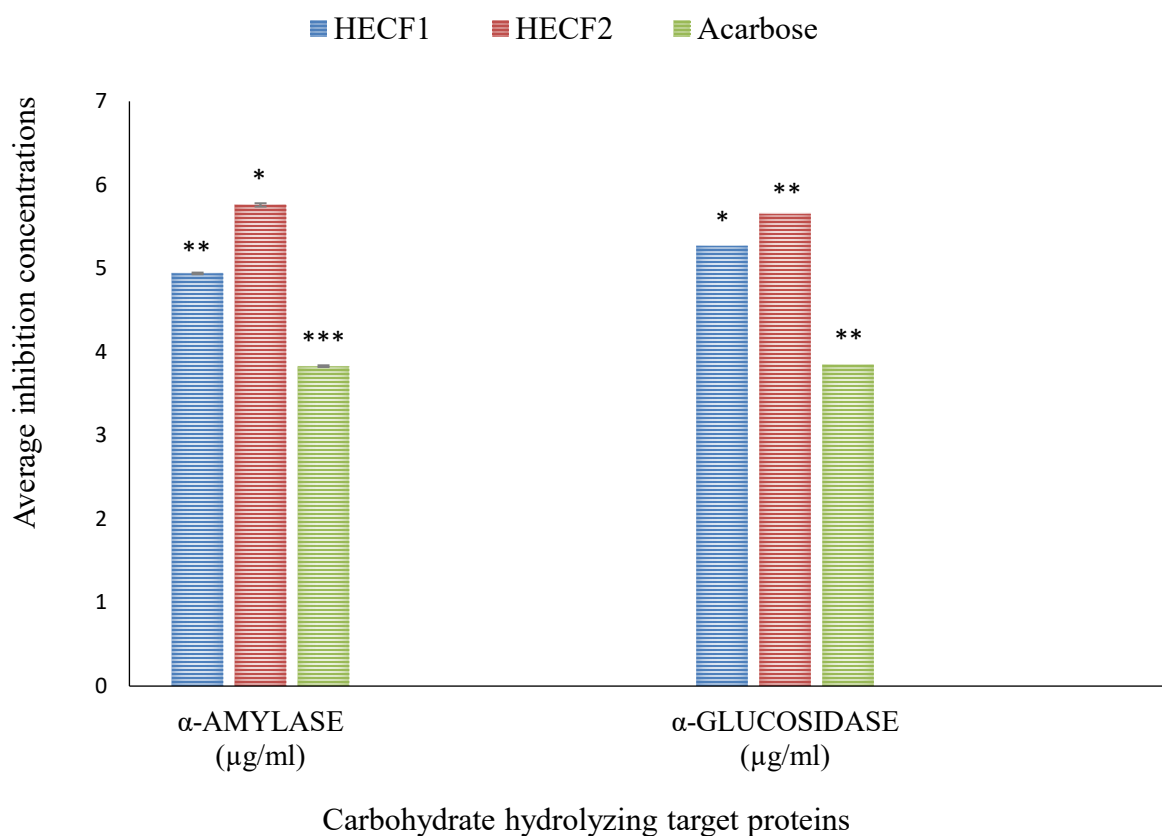 HECF1 HECF2 Acarbose
Average inhibition concentrations
7
6
5
4
3
2
1
0
** * ***
* ** **
α-AMYLASE
(µg/ml)
α-GLUCOSIDASE
(µg/ml)
Carbohydrate hydrolyzing target proteins